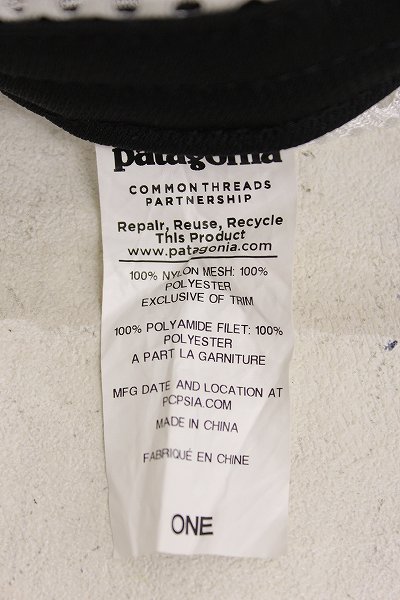 patagonia
COMMONTHREADS
PARTNERSHIP
Repair, Reuse, Recycle
This Product
www.patagonia.com
100% NYLON MESH: 100%
POLYESTER
EXCLUSIVE OF TRIM
100% POLYAMIDE FILET: 100%
POLYESTER
A PART LA GARNITURE
MFG DATE AND LOCATION AT
PCPSIA.COM
MADE IN CHINA
FABRIQUÉ EN CHINE
ONE